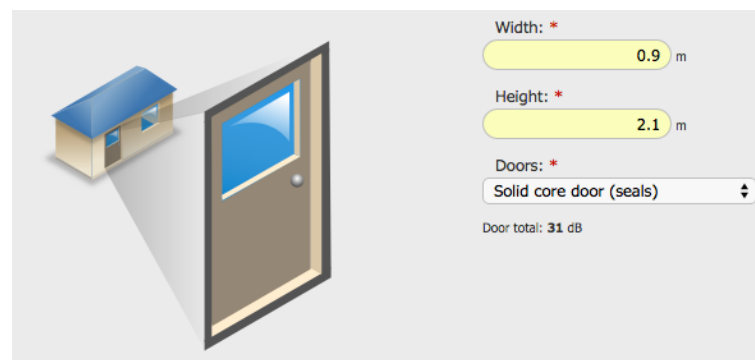 Width: *
0.9 m
Height: *
2.1 m
Doors: *
Solid core door (seals)
Door total: 31 dB